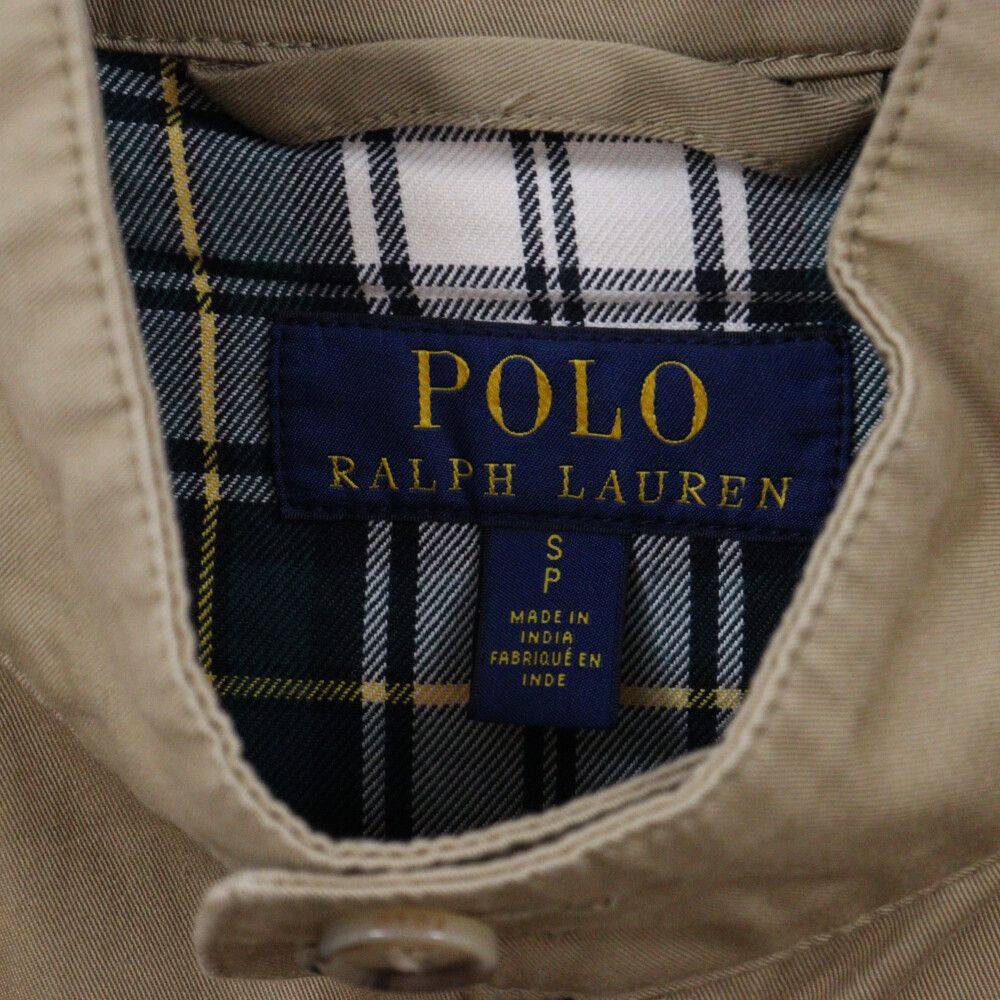 POLO
RALPH LAUREN
S
P
MADE IN
INDIA
FABRIQUÉ EN
INDE